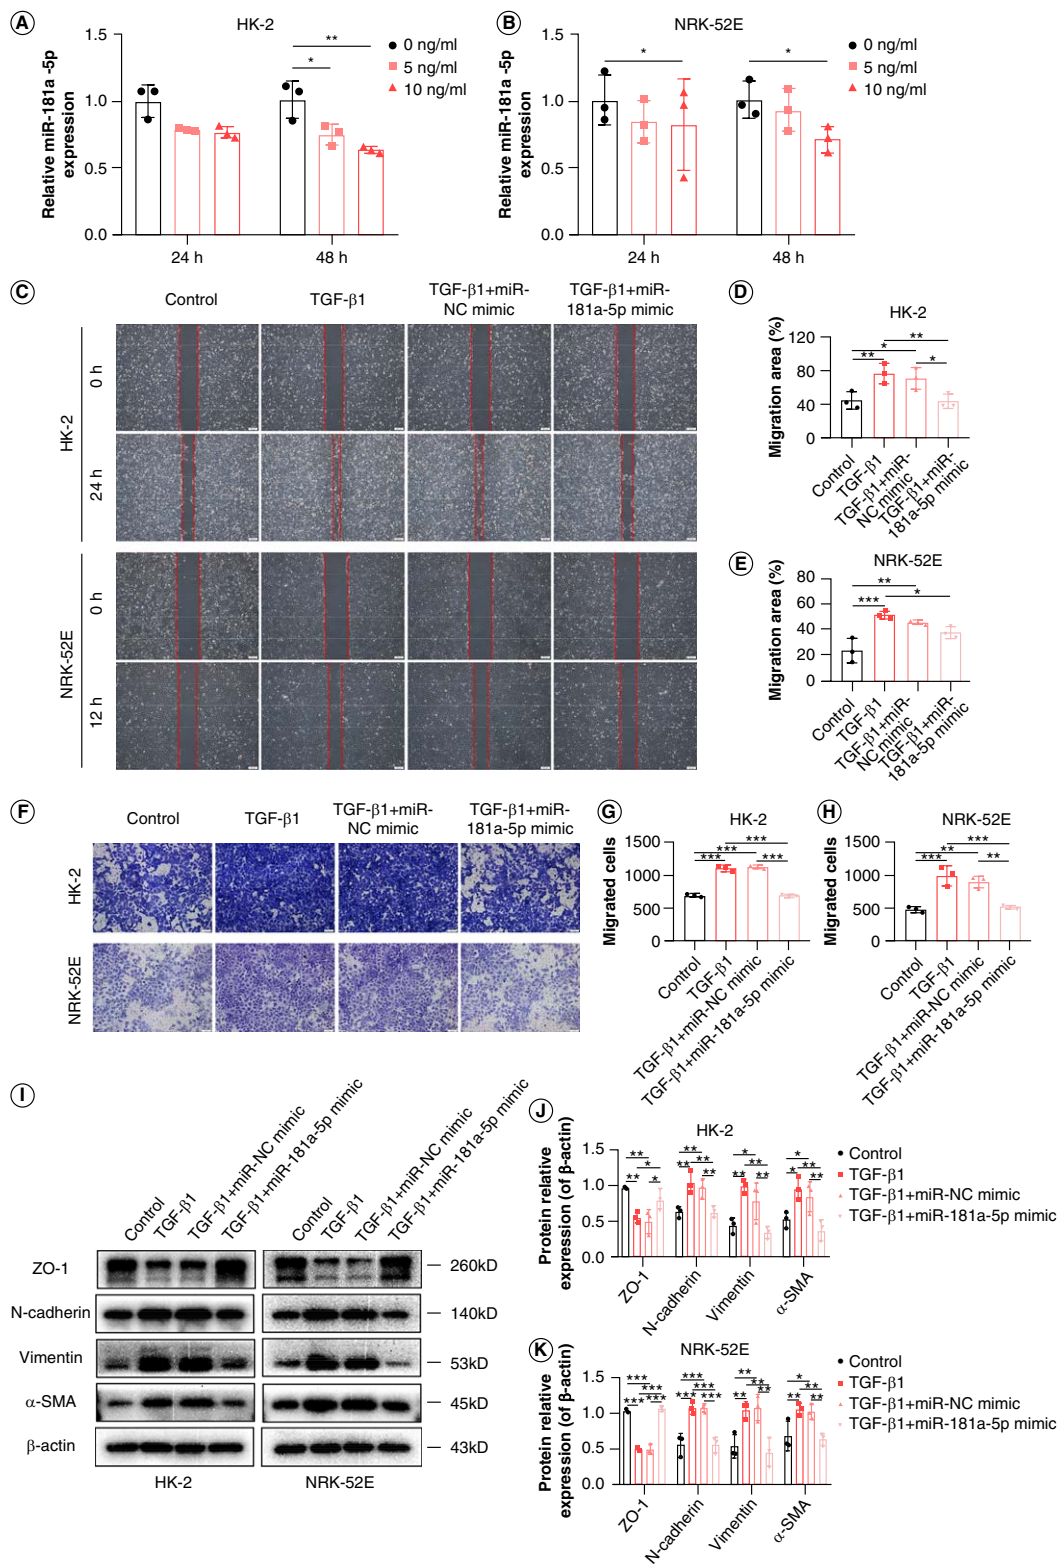 A
HK-2
Relative miR-181a -5p
expression
1.5
1.0
0.5
0.0
**
*
24 h
48 h
0 ng/ml
5 ng/ml
10 ng/ml
B
NRK-52E
Relative miR-181a -5p
expression
1.5
1.0
0.5
0.0
*
*
24 h
48 h
0 ng/ml
5 ng/ml
10 ng/ml
C
Control
TGF-β1
TGF-β1+miR-
NC mimic
TGF-β1+miR-
181a-5p mimic
HK-2
0 h
24 h
NRK-52E
0 h
12 h
D
HK-2
Migration area (%)
120
80
40
0
**
*
**
*
Control
TGF-β1
TGF-β1+miR-
NC mimic
TGF-β1+miR-
181a-5p mimic
E
NRK-52E
Migration area (%)
80
60
40
20
0
**
***
*
Control
TGF-β1
TGF-β1+miR-
NC mimic
TGF-β1+miR-
181a-5p mimic
F
Control
TGF-β1
TGF-β1+miR-
NC mimic
TGF-β1+miR-
181a-5p mimic
HK-2
NRK-52E
G
HK-2
Migrated cells
1500
1000
500
0
***
***
***
***
Control
TGF-β1
TGF-β1+miR-NC mimic
TGF-β1+miR-181a-5p mimic
H
NRK-52E
Migrated cells
1500
1000
500
0
***
**
***
**
Control
TGF-β1
TGF-β1+miR-NC mimic
TGF-β1+miR-181a-5p mimic
I
Control
TGF-β1
TGF-β1+miR-NC mimic
TGF-β1+miR-181a-5p mimic
Control
TGF-β1
TGF-β1+miR-NC mimic
TGF-β1+miR-181a-5p mimic
ZO-1
260kD
N-cadherin
140kD
Vimentin
53kD
α-SMA
45kD
β-actin
43kD
HK-2
NRK-52E
J
HK-2
Protein relative
expression (of β-actin)
1.5
1.0
0.5
0.0
** * ** *
** ** ** **
* ** ** *
** ** ** **
ZO-1
N-cadherin
Vimentin
α-SMA
Control
TGF-β1
TGF-β1+miR-NC mimic
TGF-β1+miR-181a-5p mimic
K
NRK-52E
Protein relative
expression (of β-actin)
1.5
1.0
0.5
0.0
*** *** ** *
*** *** ** **
*** *** ** **
*** *** ** **
ZO-1
N-cadherin
Vimentin
α-SMA
Control
TGF-β1
TGF-β1+miR-NC mimic
TGF-β1+miR-181a-5p mimic